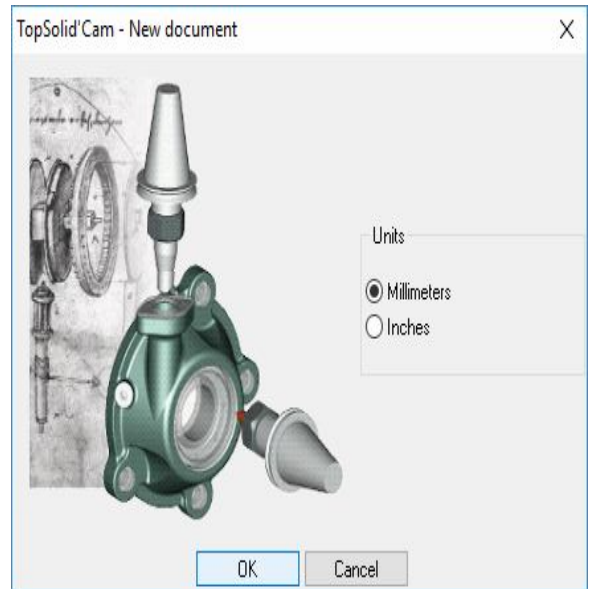 TopSolid'Cam - New document
Units
Millimeters
Inches
OK
Cancel